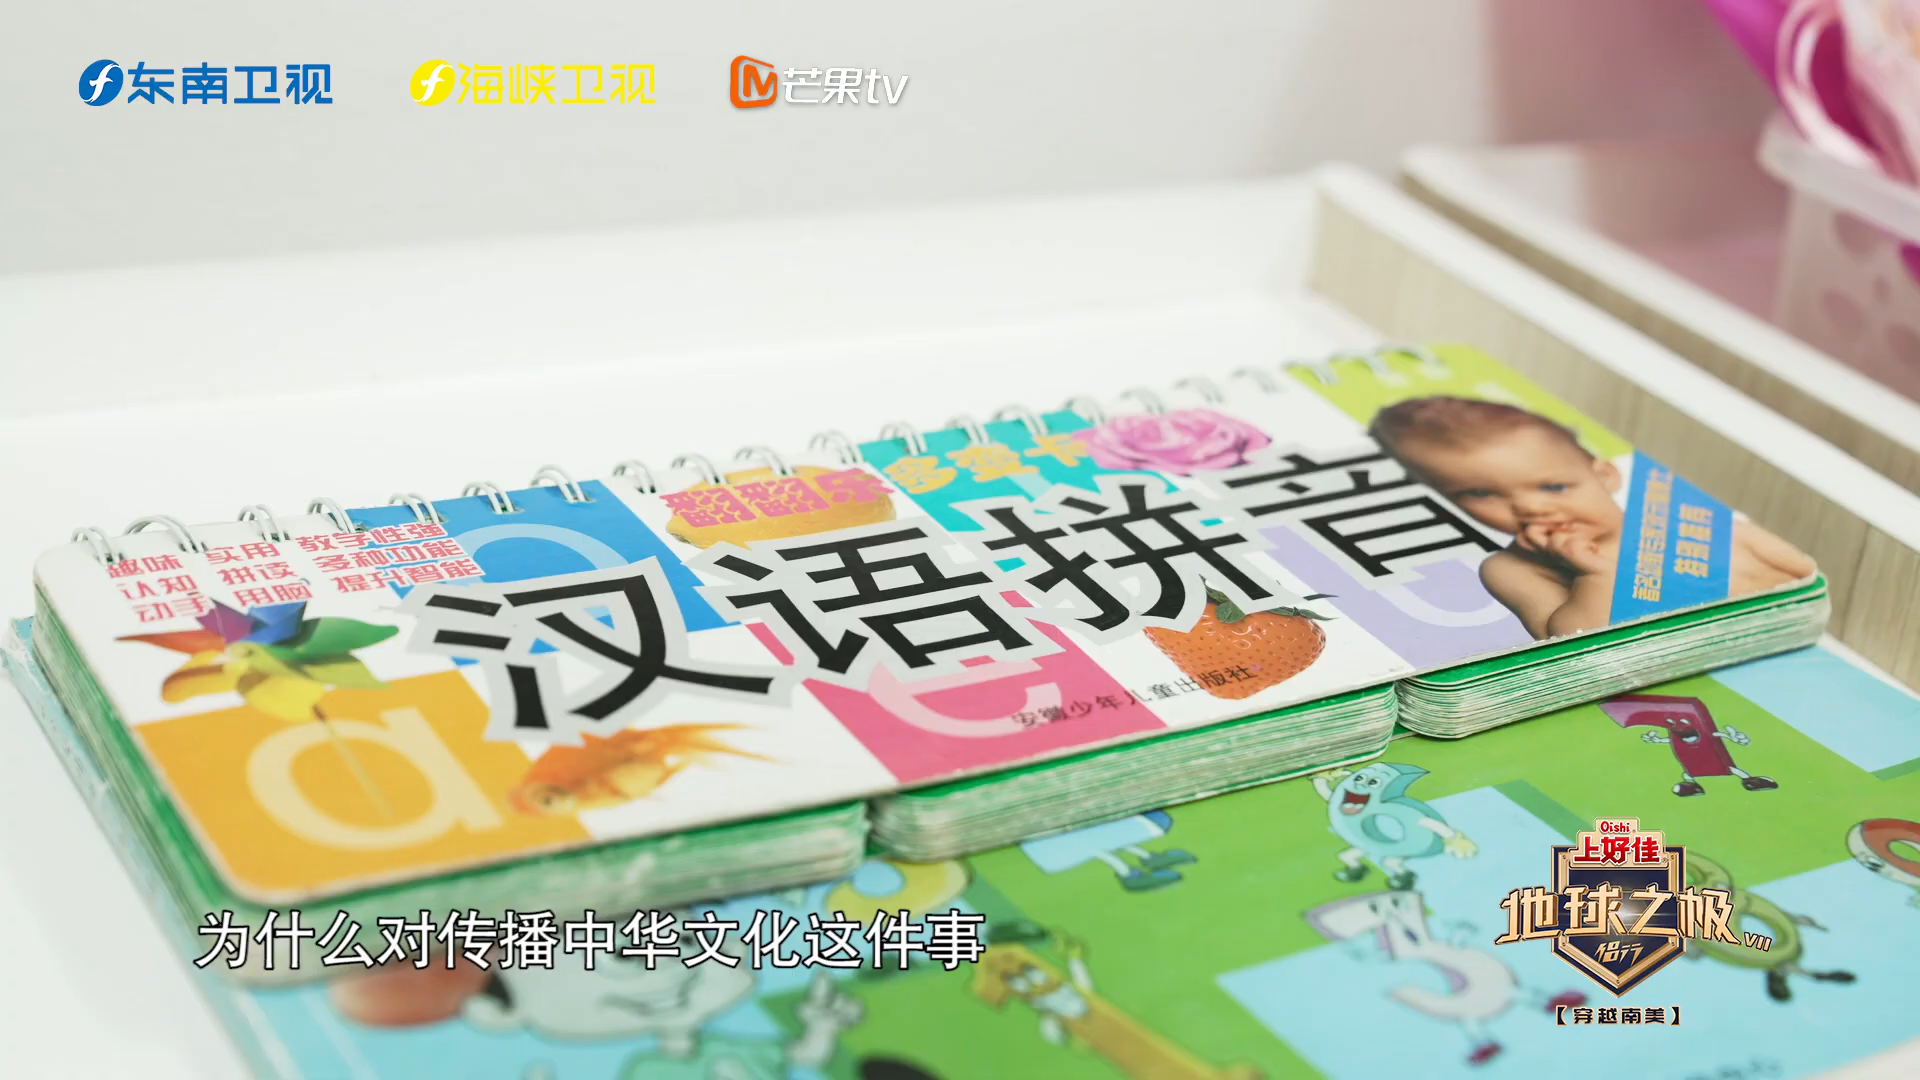 东南卫视 海峡卫视 芒果tv
翻翻乐 多变卡
趣味 实用 教学性强
认知 拼读 多种功能
动手 用脑 提升智能
汉语拼音
安徽少年儿童出版社
a
为什么对传播中华文化这件事
Oishi
上好佳
地球之极 VII
侣行
【穿越南美】